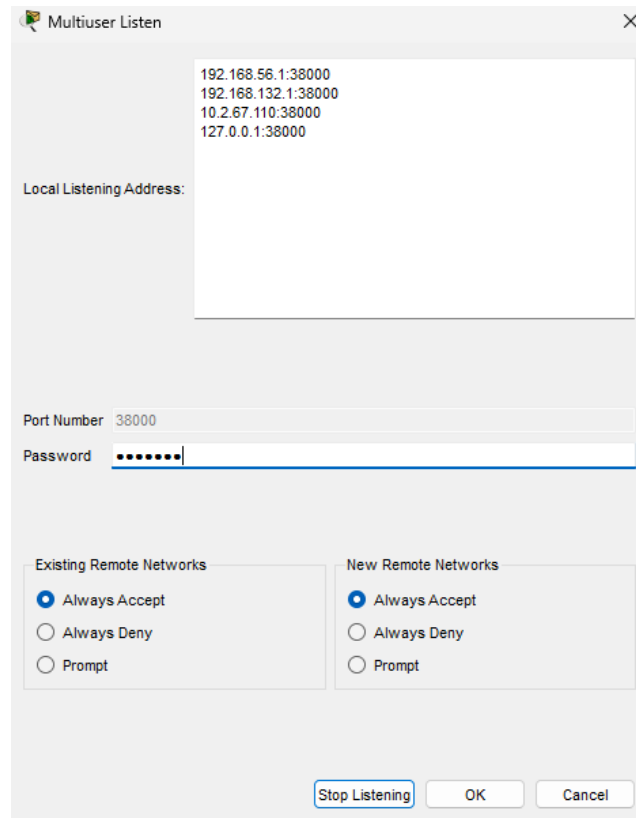 Multiuser Listen
192.168.56.1:38000
192.168.132.1:38000
10.2.67.110:38000
127.0.0.1:38000
Local Listening Address:
Port Number 38000
Password •••••••
Existing Remote Networks
Always Accept
Always Deny
Prompt
New Remote Networks
Always Accept
Always Deny
Prompt
Stop Listening OK Cancel